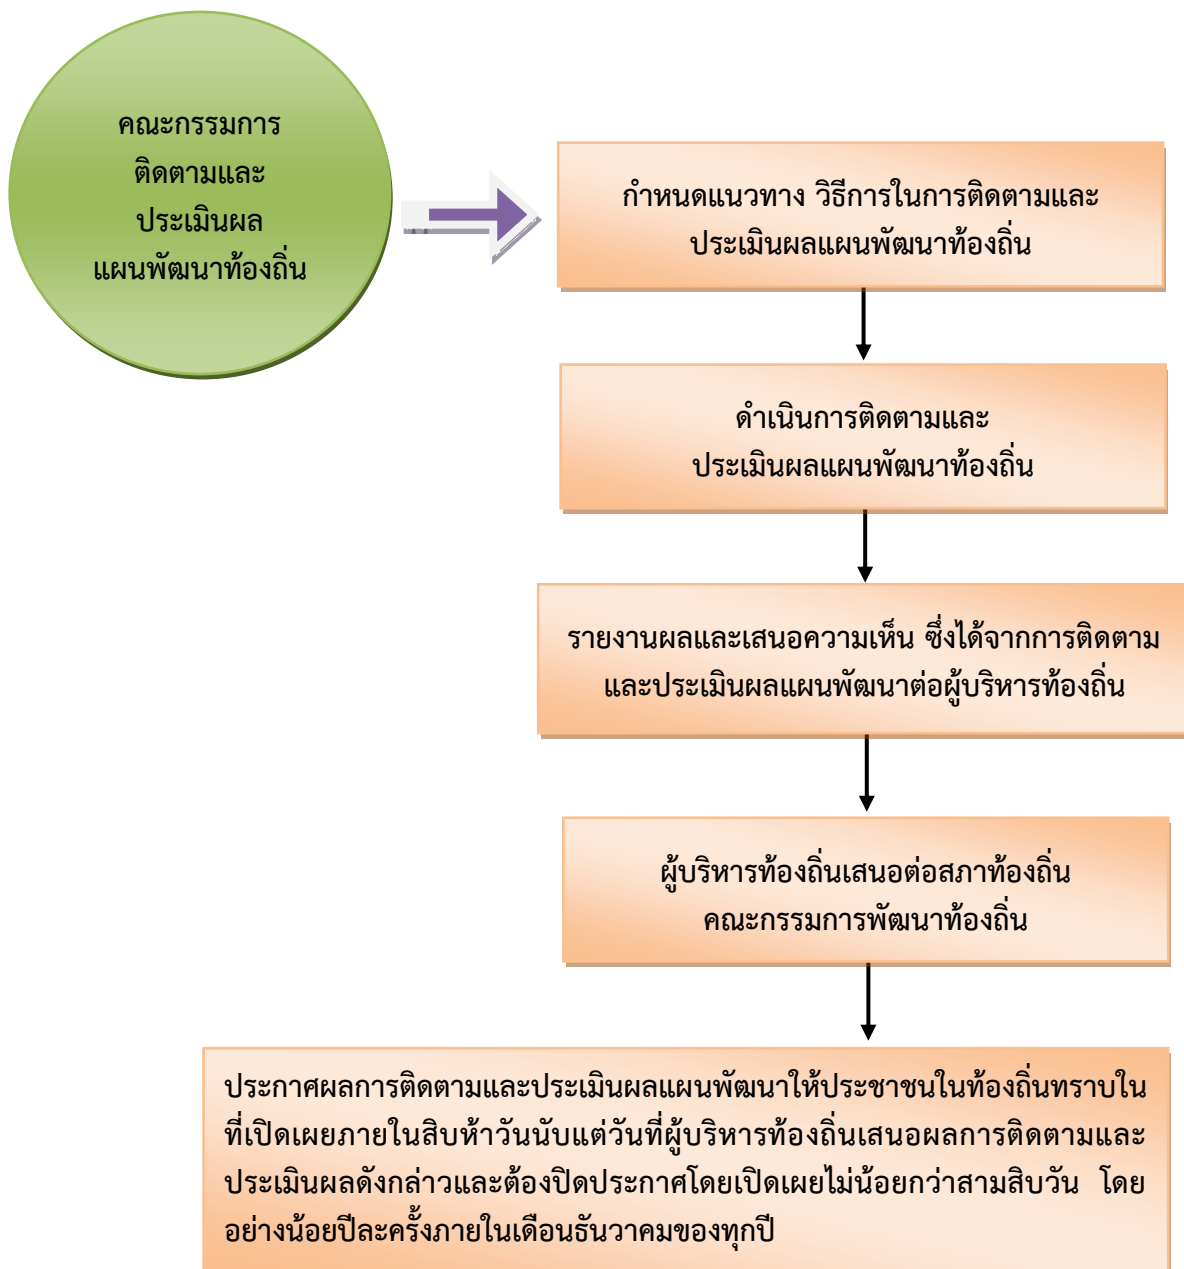 คณะกรรมการ
ติดตามและ
ประเมินผล
แผนพัฒนาท้องถิ่น
กำหนดแนวทาง วิธีการในการติดตามและ
ประเมินผลแผนพัฒนาท้องถิ่น
ดำเนินการติดตามและ
ประเมินผลแผนพัฒนาท้องถิ่น
รายงานผลและเสนอความเห็น ซึ่งได้จากการติดตาม
และประเมินผลแผนพัฒนาต่อผู้บริหารท้องถิ่น
ผู้บริหารท้องถิ่นเสนอต่อสภาท้องถิ่น
คณะกรรมการพัฒนาท้องถิ่น
ประกาศผลการติดตามและประเมินผลแผนพัฒนาให้ประชาชนในท้องถิ่นทราบใน
ที่เปิดเผยภายในสิบห้าวันนับแต่วันที่ผู้บริหารท้องถิ่นเสนอผลการติดตามและ
ประเมินผลดังกล่าวและต้องปิดประกาศโดยเปิดเผยไม่น้อยกว่าสามสิบวัน โดย
อย่างน้อยปีละครั้งภายในเดือนธันวาคมของทุกปี